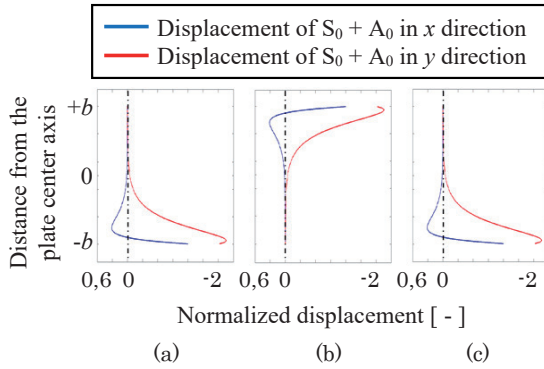 Displacement of S₀ + A₀ in x direction
Displacement of S₀ + A₀ in y direction
Distance from the
plate center axis
+b
0
-b
0,6 0 -2
0,6 0 -2
0,6 0 -2
Normalized displacement [ - ]
(a) (b) (c)